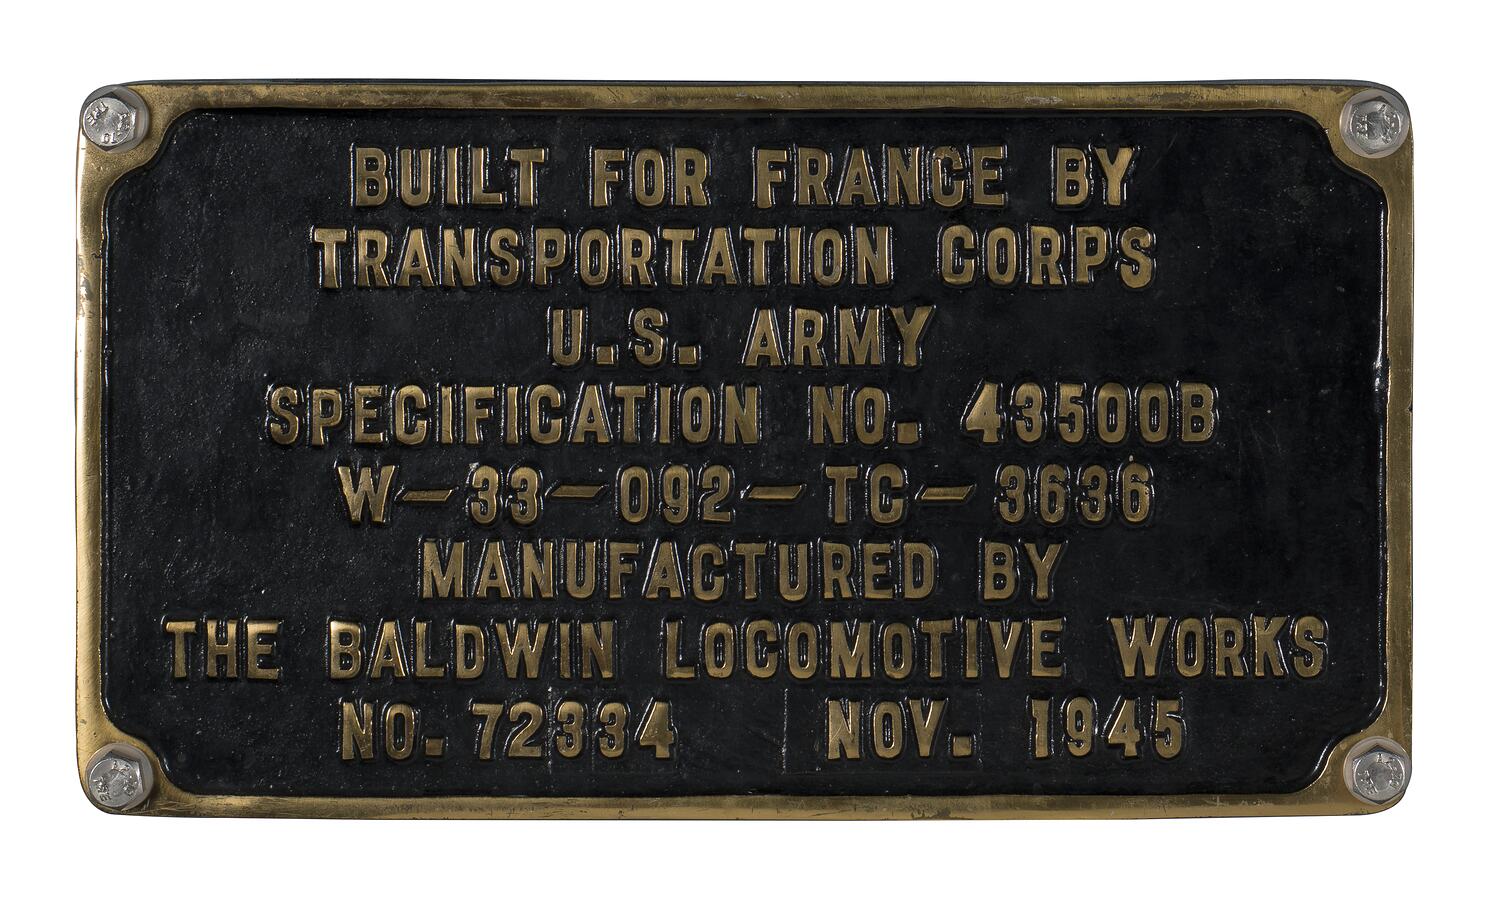 BUILT FOR FRANCE BY
TRANSPORTATION CORPS
U.S. ARMY
SPECIFICATION NO. 43500B
W-33-092-TC-3636
MANUFACTURED BY
THE BALDWIN LOCOMOTIVE WORKS
NO. 72334 NOV. 1945